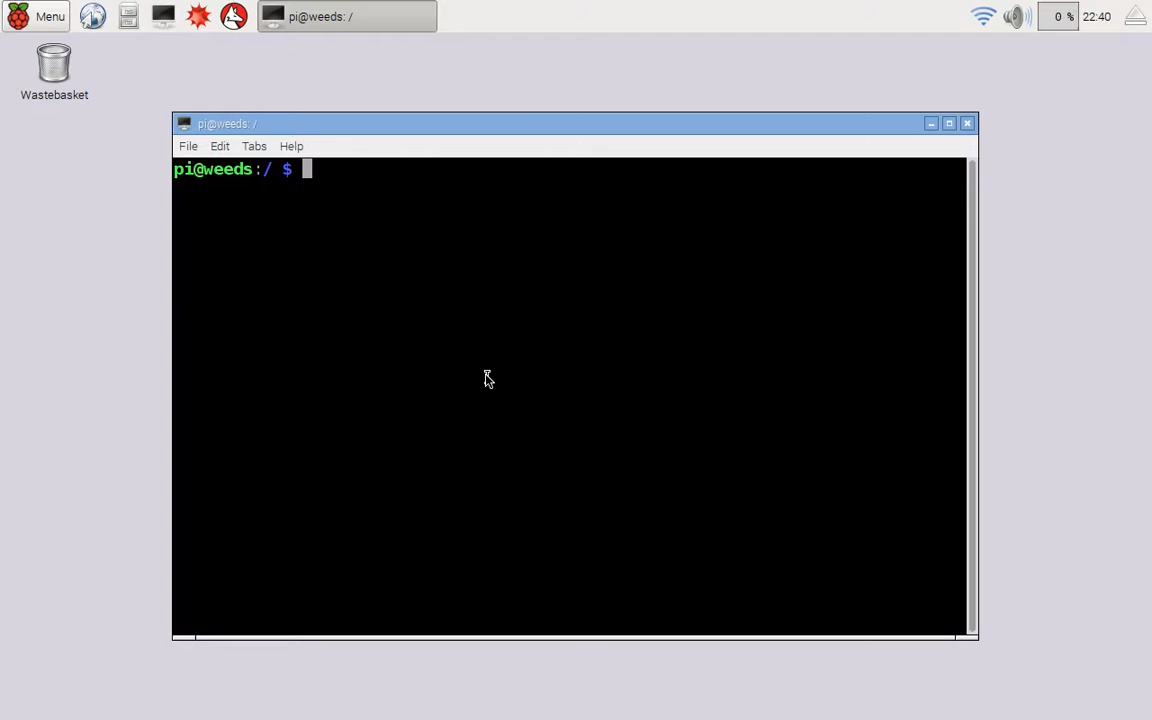 Menu
pi@weeds: /
0 %
22:40
Wastebasket
pi@weeds: /
File Edit Tabs Help
pi@weeds:/ $